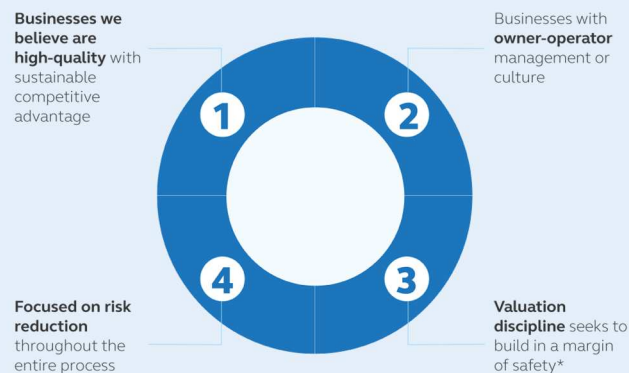 Businesses we
believe are
high-quality with
sustainable
competitive
advantage
1
Businesses with
owner-operator
management or
culture
2
Valuation
discipline seeks to
build in a margin
of safety*
3
Focused on risk
reduction
throughout the
entire process
4